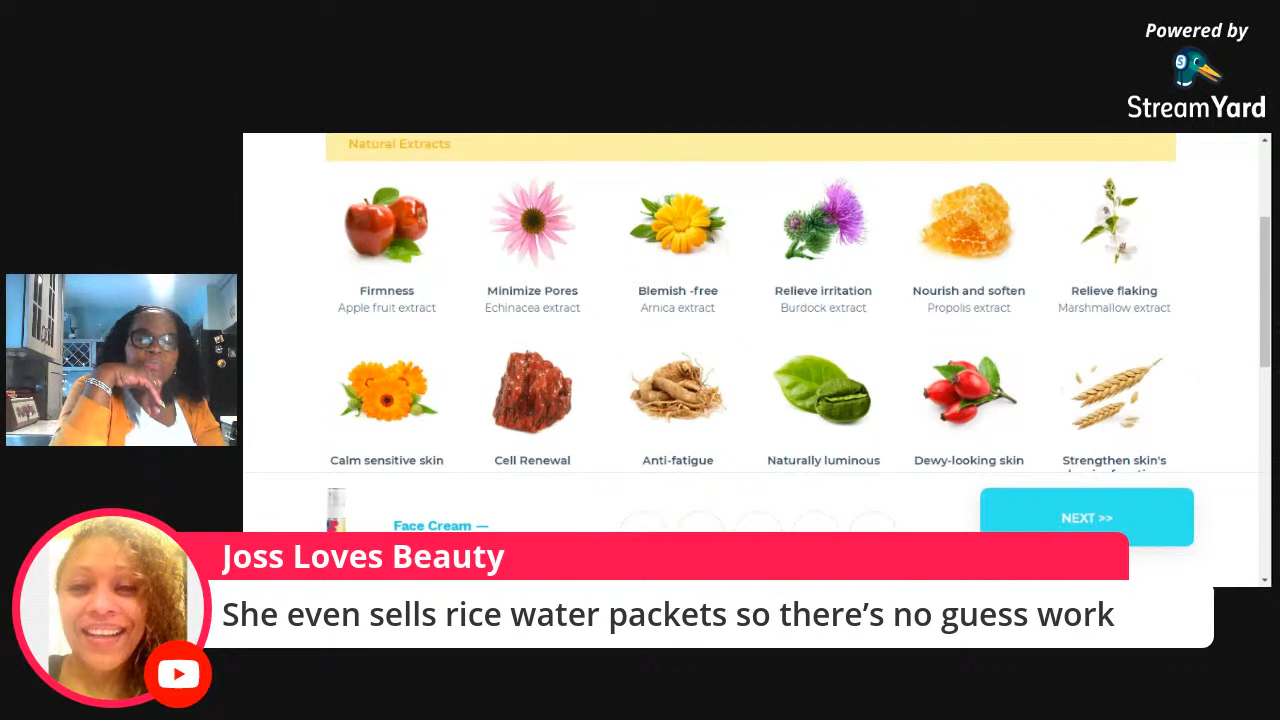 Powered by
StreamYard
Natural Extracts
Firmness
Apple fruit extract
Minimize Pores
Echinacea extract
Blemish -free
Arnica extract
Relieve irritation
Burdock extract
Nourish and soften
Propolis extract
Relieve flaking
Marshmallow extract
Calm sensitive skin
Cell Renewal
Anti-fatigue
Naturally luminous
Dewy-looking skin
Strengthen skin's
Face Cream —
NEXT >>
Joss Loves Beauty
She even sells rice water packets so there’s no guess work